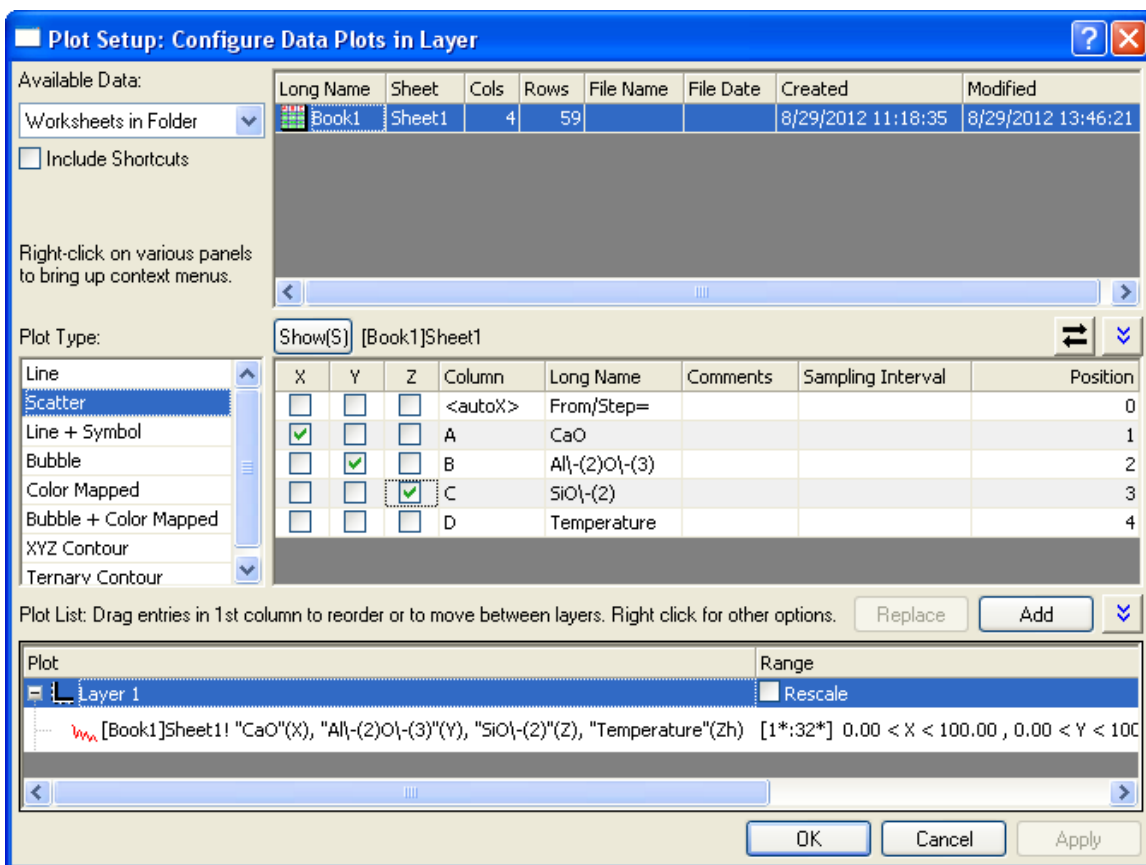 Plot Setup: Configure Data Plots in Layer
Available Data:
Worksheets in Folder
Include Shortcuts
Right-click on various panels
to bring up context menus.
Long Name Sheet Cols Rows File Name File Date Created Modified
Book1 Sheet1 4 59 8/29/2012 11:18:35 8/29/2012 13:46:21
Plot Type:
Line
Scatter
Line + Symbol
Bubble
Color Mapped
Bubble + Color Mapped
XYZ Contour
Ternary Contour
Show(S) [Book1]Sheet1
X Y Z Column Long Name Comments Sampling Interval Position
<autoX> From/Step= 0
A CaO 1
B Al\-(2)O\-(3) 2
C SiO\-(2) 3
D Temperature 4
Plot List: Drag entries in 1st column to reorder or to move between layers. Right click for other options. Replace Add
Plot Range
Layer 1 Rescale
[Book1]Sheet1! "CaO"(X), "Al\-(2)O\-(3)"(Y), "SiO\-(2)"(Z), "Temperature"(Zh) [1*:32*] 0.00 < X < 100.00 , 0.00 < Y < 100
OK Cancel Apply